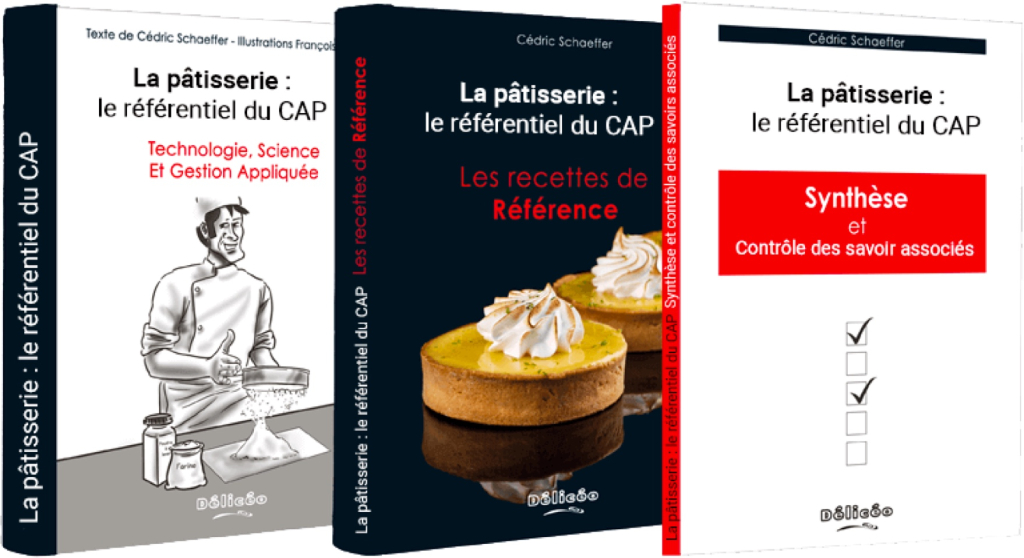 La pâtisserie : le référentiel du CAP
Texte de Cédric Schaeffer - Illustrations François
La pâtisserie :
le référentiel du CAP
Technologie, Science
Et Gestion Appliquée
Farine
Délicéo
La pâtisserie : le référentiel du CAP Les recettes de Référence
Cédric Schaeffer
La pâtisserie :
le référentiel du CAP
Les recettes de
Référence
Délicéo
La pâtisserie : le référentiel du CAP Synthèse et contrôle des savoirs associés
Cédric Schaeffer
La pâtisserie :
le référentiel du CAP
Synthèse
et
Contrôle des savoir associés
Délicéo